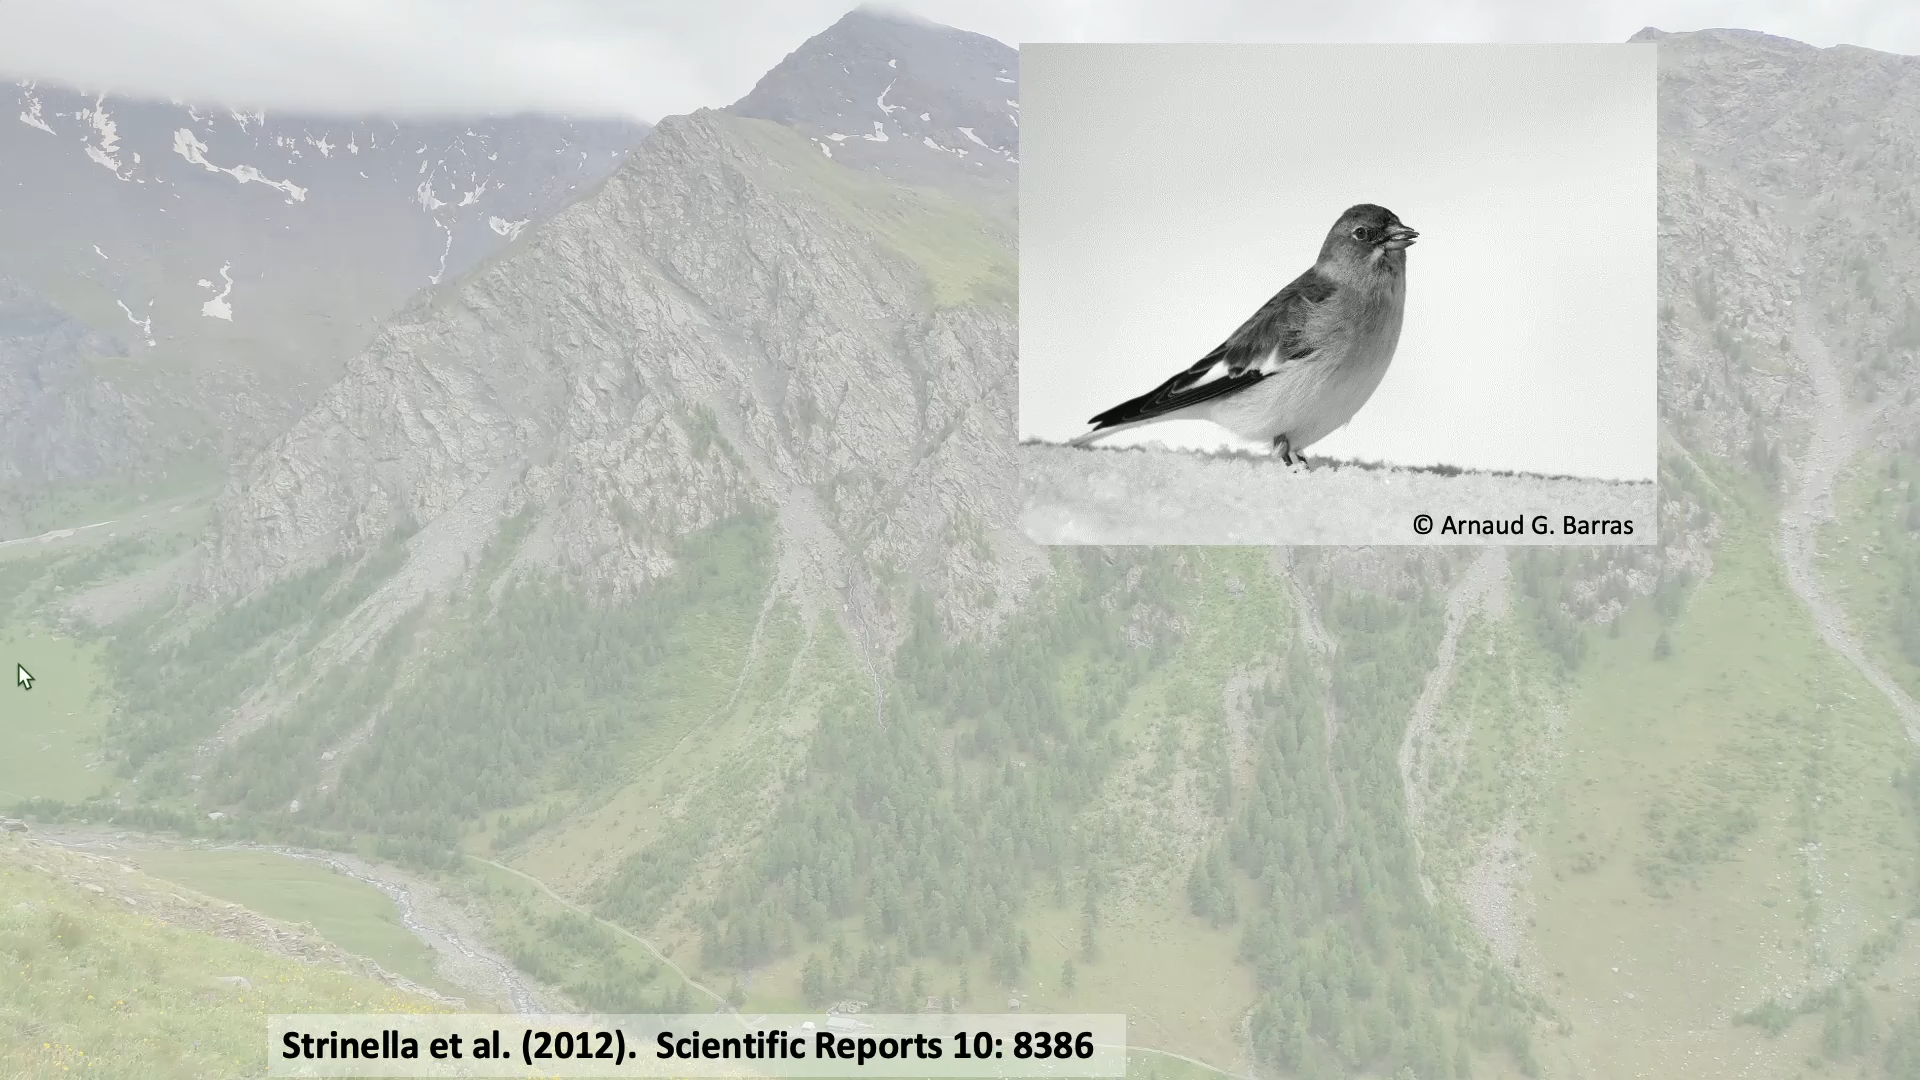 © Arnaud G. Barras
Strinella et al. (2012).  Scientific Reports 10: 8386